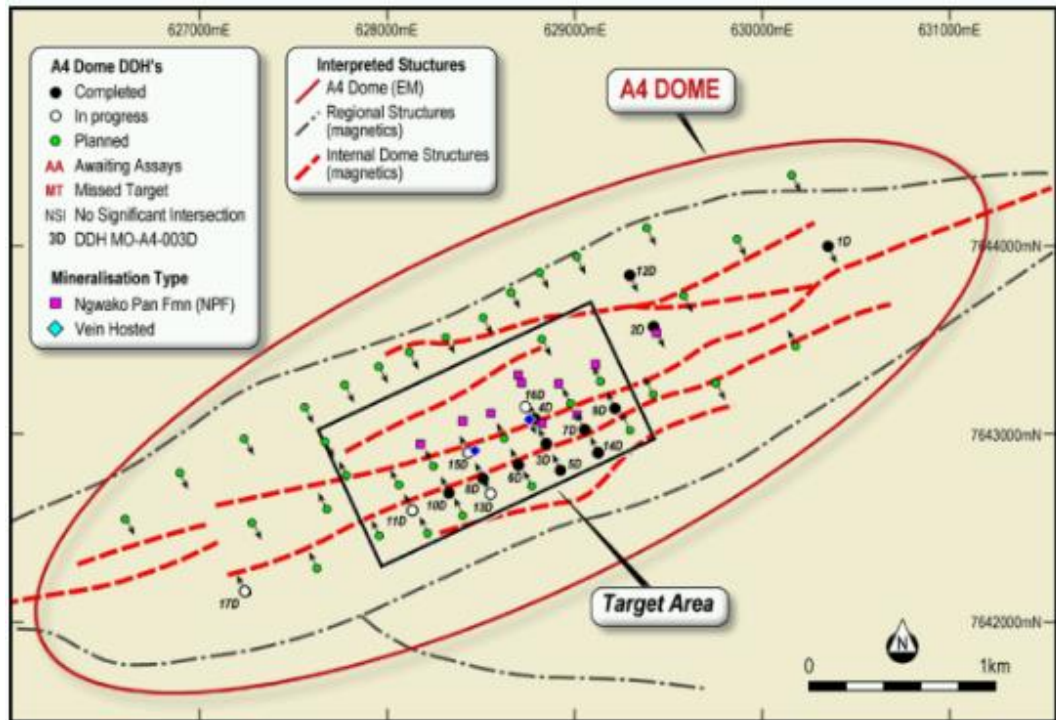 627000mE
628000mE
629000mE
630000mE
631000mE
A4 Dome DDH's
Completed
In progress
Planned
AA Awaiting Assays
MT Missed Target
NSI No Significant Intersection
3D DDH MO-A4-003D
Mineralisation Type
Ngwako Pan Fmn (NPF)
Vein Hosted
Interpreted Stuctures
A4 Dome (EM)
Regional Structures
(magnetics)
Internal Dome Structures
(magnetics)
A4 DOME
7644000mN
1D
12D
2D
16D
4D
9D
7D
7643000mN
15D
3D
14D
6D
5D
8D
10D
13D
11D
17D
Target Area
7642000mN
N
0
1km